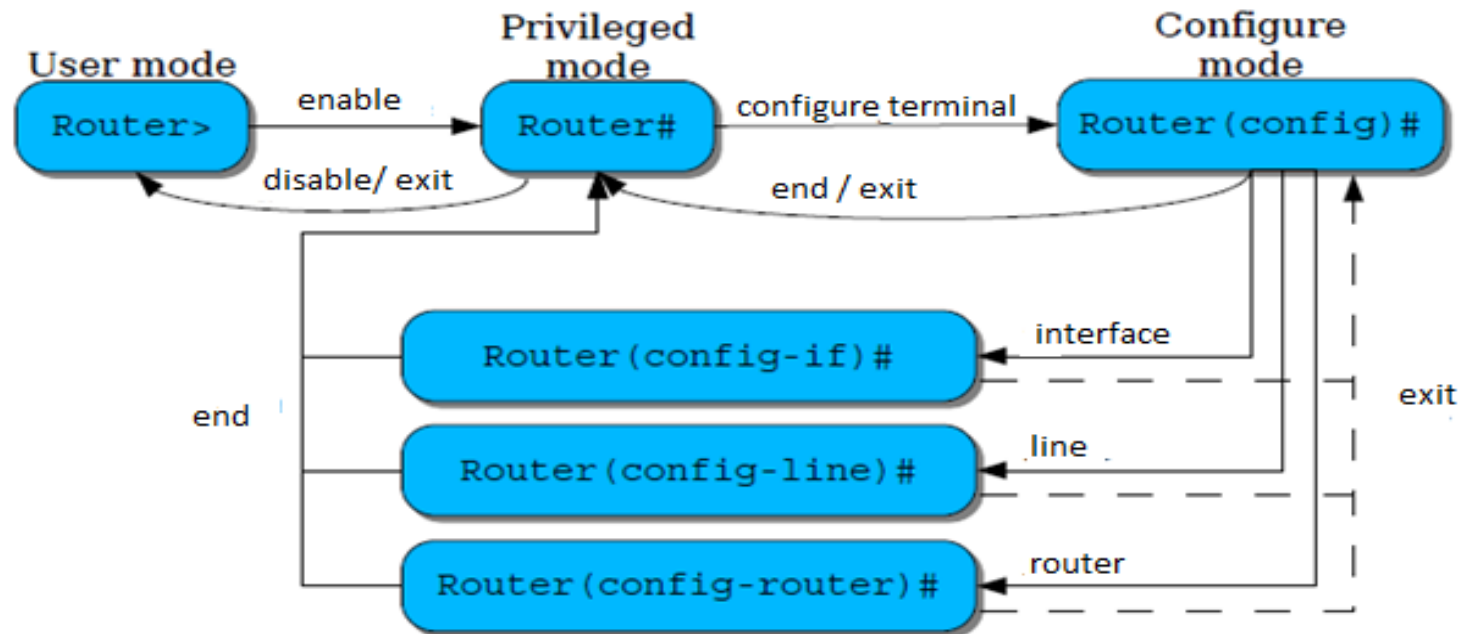 User mode
Privileged
mode
Configure
mode
Router>
enable
Router#
configure terminal
Router(config)#
disable/ exit
end / exit
Router(config-if)#
interface
end
exit
Router(config-line)#
line
Router(config-router)#
router